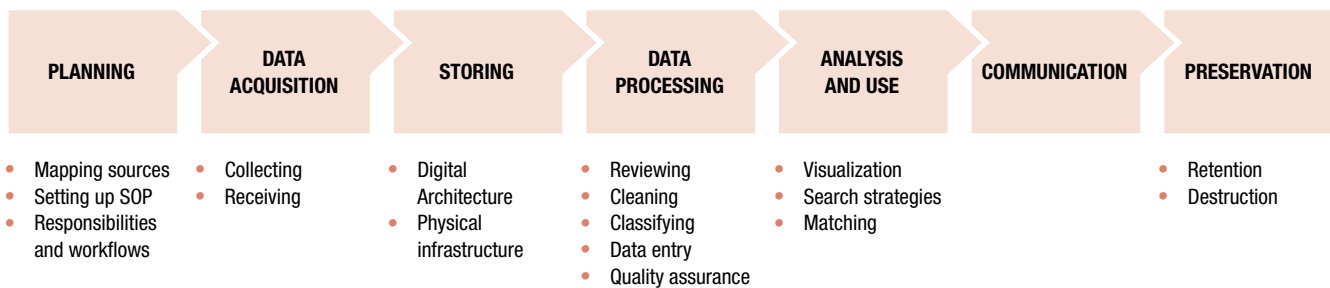 PLANNING
DATA
ACQUISITION
STORING
DATA
PROCESSING
ANALYSIS
AND USE
COMMUNICATION
PRESERVATION
• Mapping sources
• Setting up SOP
• Responsibilities
and workflows
• Collecting
• Receiving
• Digital
Architecture
• Physical
infrastructure
• Reviewing
• Cleaning
• Classifying
• Data entry
• Quality assurance
• Visualization
• Search strategies
• Matching
• Retention
• Destruction